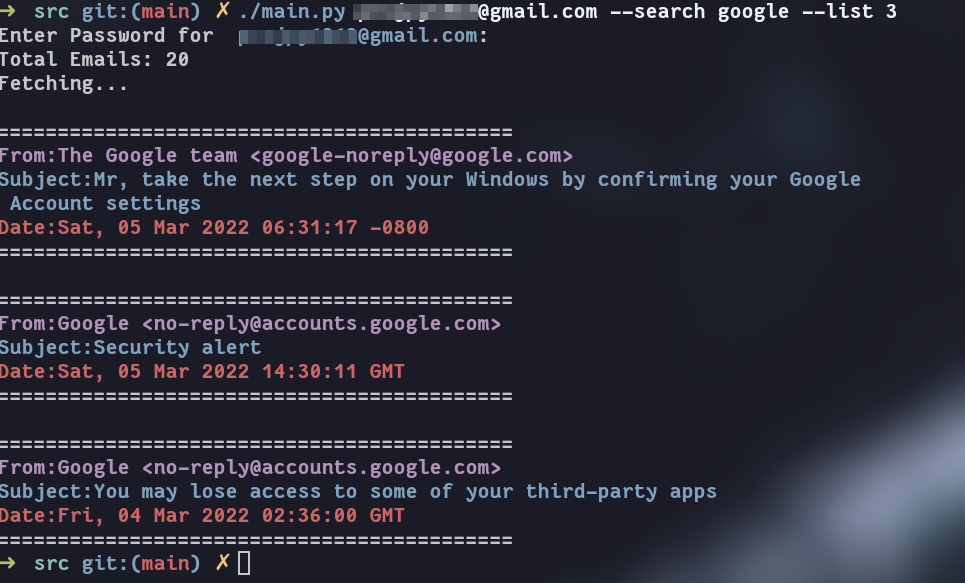 → src git:(main) ✗ ./main.py @gmail.com --search google --list 3
Enter Password for @gmail.com:
Total Emails: 20
Fetching...
===========================================
From:The Google team <google-noreply@google.com>
Subject:Mr, take the next step on your Windows by confirming your Google
Account settings
Date:Sat, 05 Mar 2022 06:31:17 -0800
===========================================
===========================================
From:Google <no-reply@accounts.google.com>
Subject:Security alert
Date:Sat, 05 Mar 2022 14:30:11 GMT
===========================================
===========================================
From:Google <no-reply@accounts.google.com>
Subject:You may lose access to some of your third-party apps
Date:Fri, 04 Mar 2022 02:36:00 GMT
===========================================
→ src git:(main) ✗